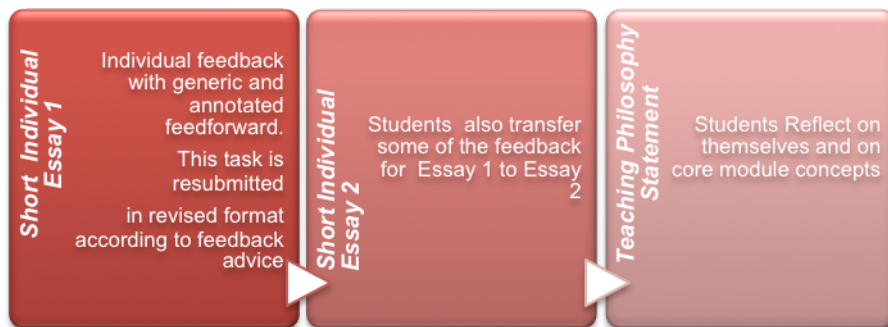 Short Individual
Essay 1
Individual feedback
with generic and
annotated
feedforward.
This task is
resubmitted
in revised format
according to feedback
advice
Short Individual
Essay 2
Students also transfer
some of the feedback
for Essay 1 to Essay
2
Teaching Philosophy
Statement
Students Reflect on
themselves and on
core module concepts